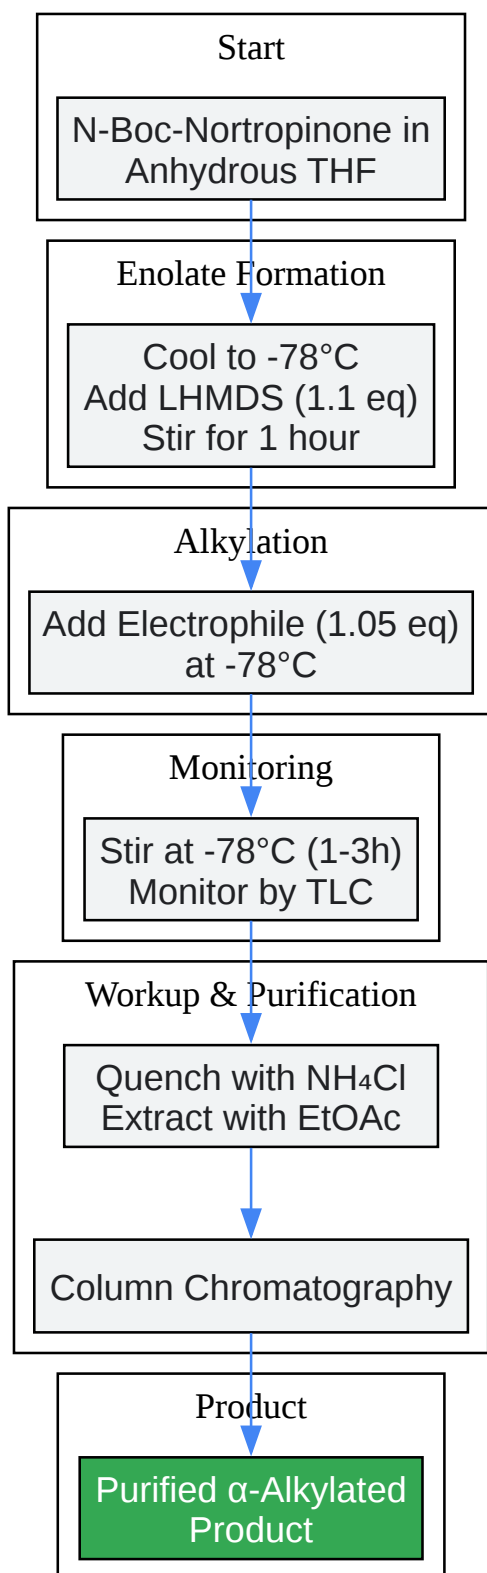 Start
N-Boc-Nortropinone in
Anhydrous THF
Enolate Formation
Cool to -78°C
Add LHMDS (1.1 eq)
Stir for 1 hour
Alkylation
Add Electrophile (1.05 eq)
at -78°C
Monitoring
Stir at -78°C (1-3h)
Monitor by TLC
Workup & Purification
Quench with NH₄Cl
Extract with EtOAc
Column Chromatography
Product
Purified α-Alkylated
Product